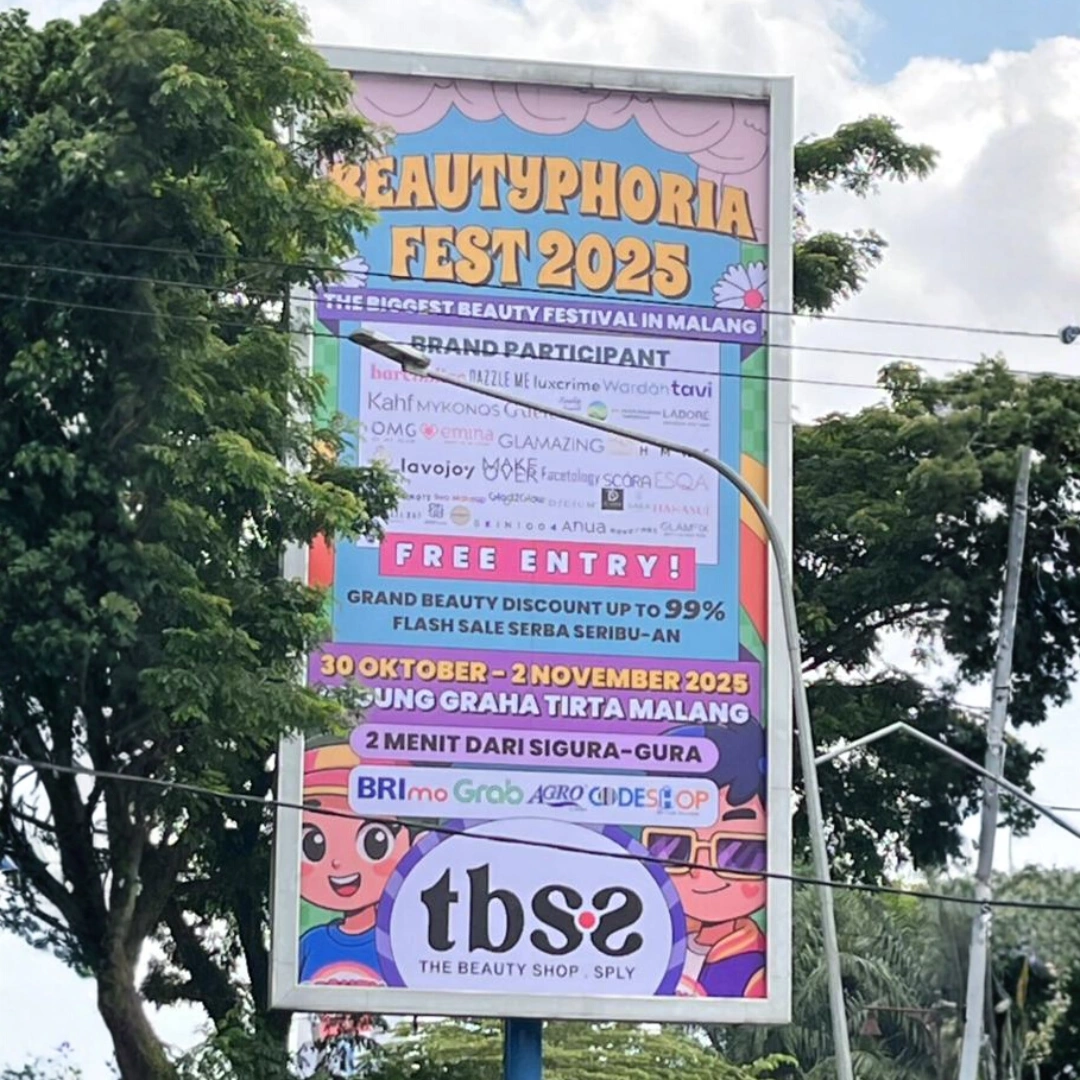 BEAUTYPHORIA
FEST 2025
THE BIGGEST BEAUTY FESTIVAL IN MALANG
BRAND PARTICIPANT
DAZZLE ME luxcrime Wardah tavi
Kahf MYKONOS LABORÉ
OMG emina GLAMAZING
lavojoy MAKE OVER facetology SCORA ESQA
Glad2Glow
SKIN1004 Anua GLAMFIX
FREE ENTRY!
GRAND BEAUTY DISCOUNT UP TO 99%
FLASH SALE SERBA SERIBU-AN
30 OKTOBER - 2 NOVEMBER 2025
GRAHA TIRTA MALANG
2 MENIT DARI SIGURA-GURA
BRImo Grab AGRO CODESHOP
tbss
THE BEAUTY SHOP . SPLY